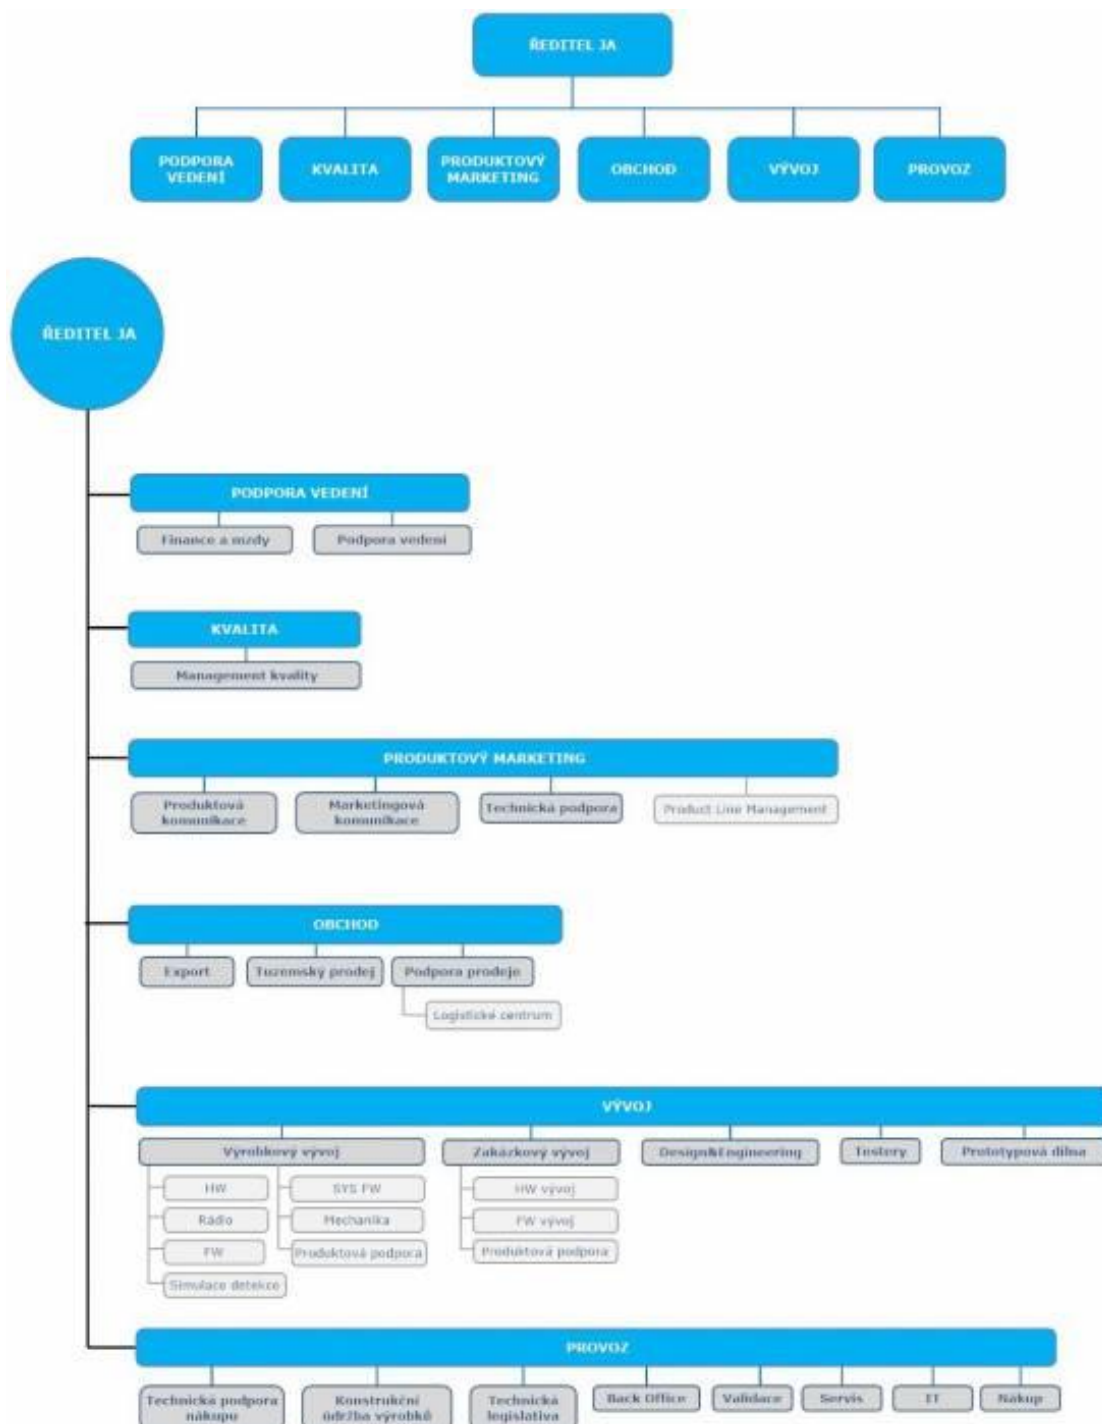 ŘEDITEL JA
PODPORA
VEDENÍ
KVALITA
PRODUKTOVÝ
MARKETING
OBCHOD
VÝVOJ
PROVOZ
ŘEDITEL JA
PODPORA VEDENÍ
Finance a mzdy
Podpora vedení
KVALITA
Management kvality
PRODUKTOVÝ MARKETING
Produktová
komunikace
Marketingová
komunikace
Technická podpora
Product Line Management
OBCHOD
Export
Tuzemský prodej
Podpora prodeje
Logistické centrum
VÝVOJ
Výrobkový vývoj
Zakázkový vývoj
Design&Engineering
Testery
Prototypová dílna
HW
SYS FW
HW vývoj
Rádio
Mechanika
FW vývoj
FW
Produktová podpora
Produktová podpora
Simulace detekce
PROVOZ
Technická podpora
nákupu
Konstrukční
údržba výrobků
Technická
legislativa
Back Office
Validace
Servis
IT
Nákup